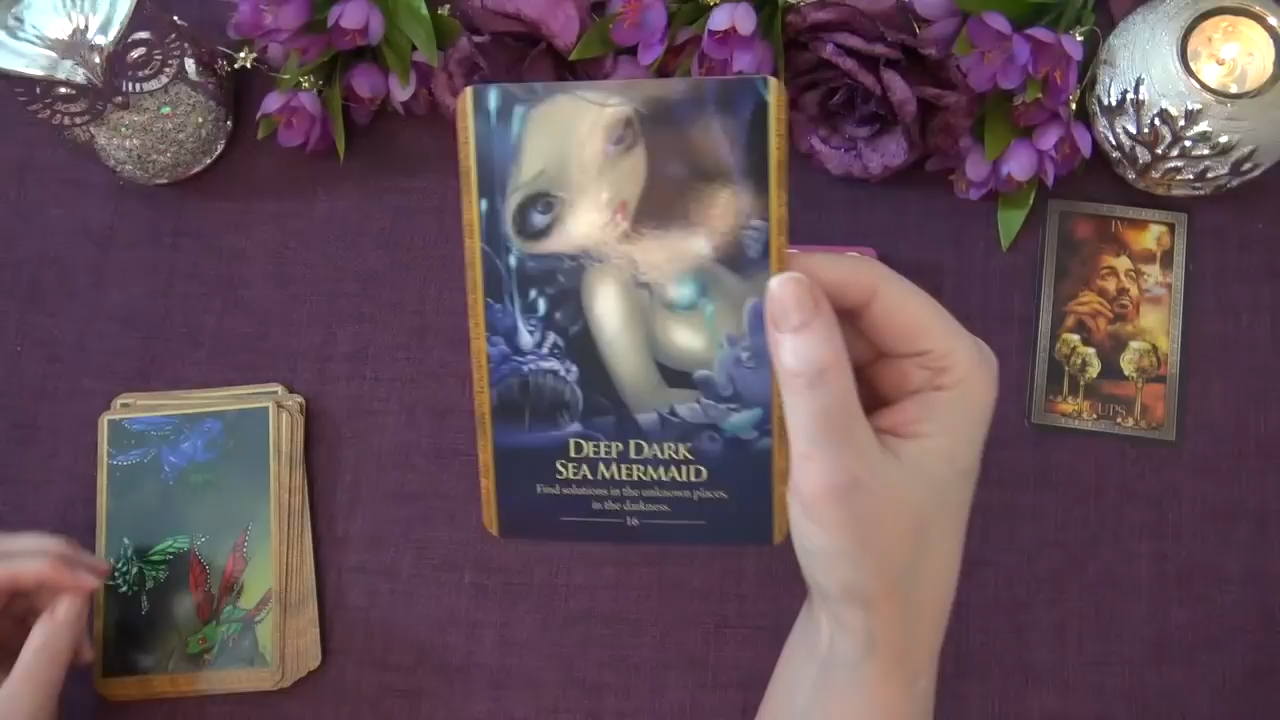 DEEP DARK
SEA MERMAID
Find solutions in the unknown places,
in the darkness.
16
IV
CUPS